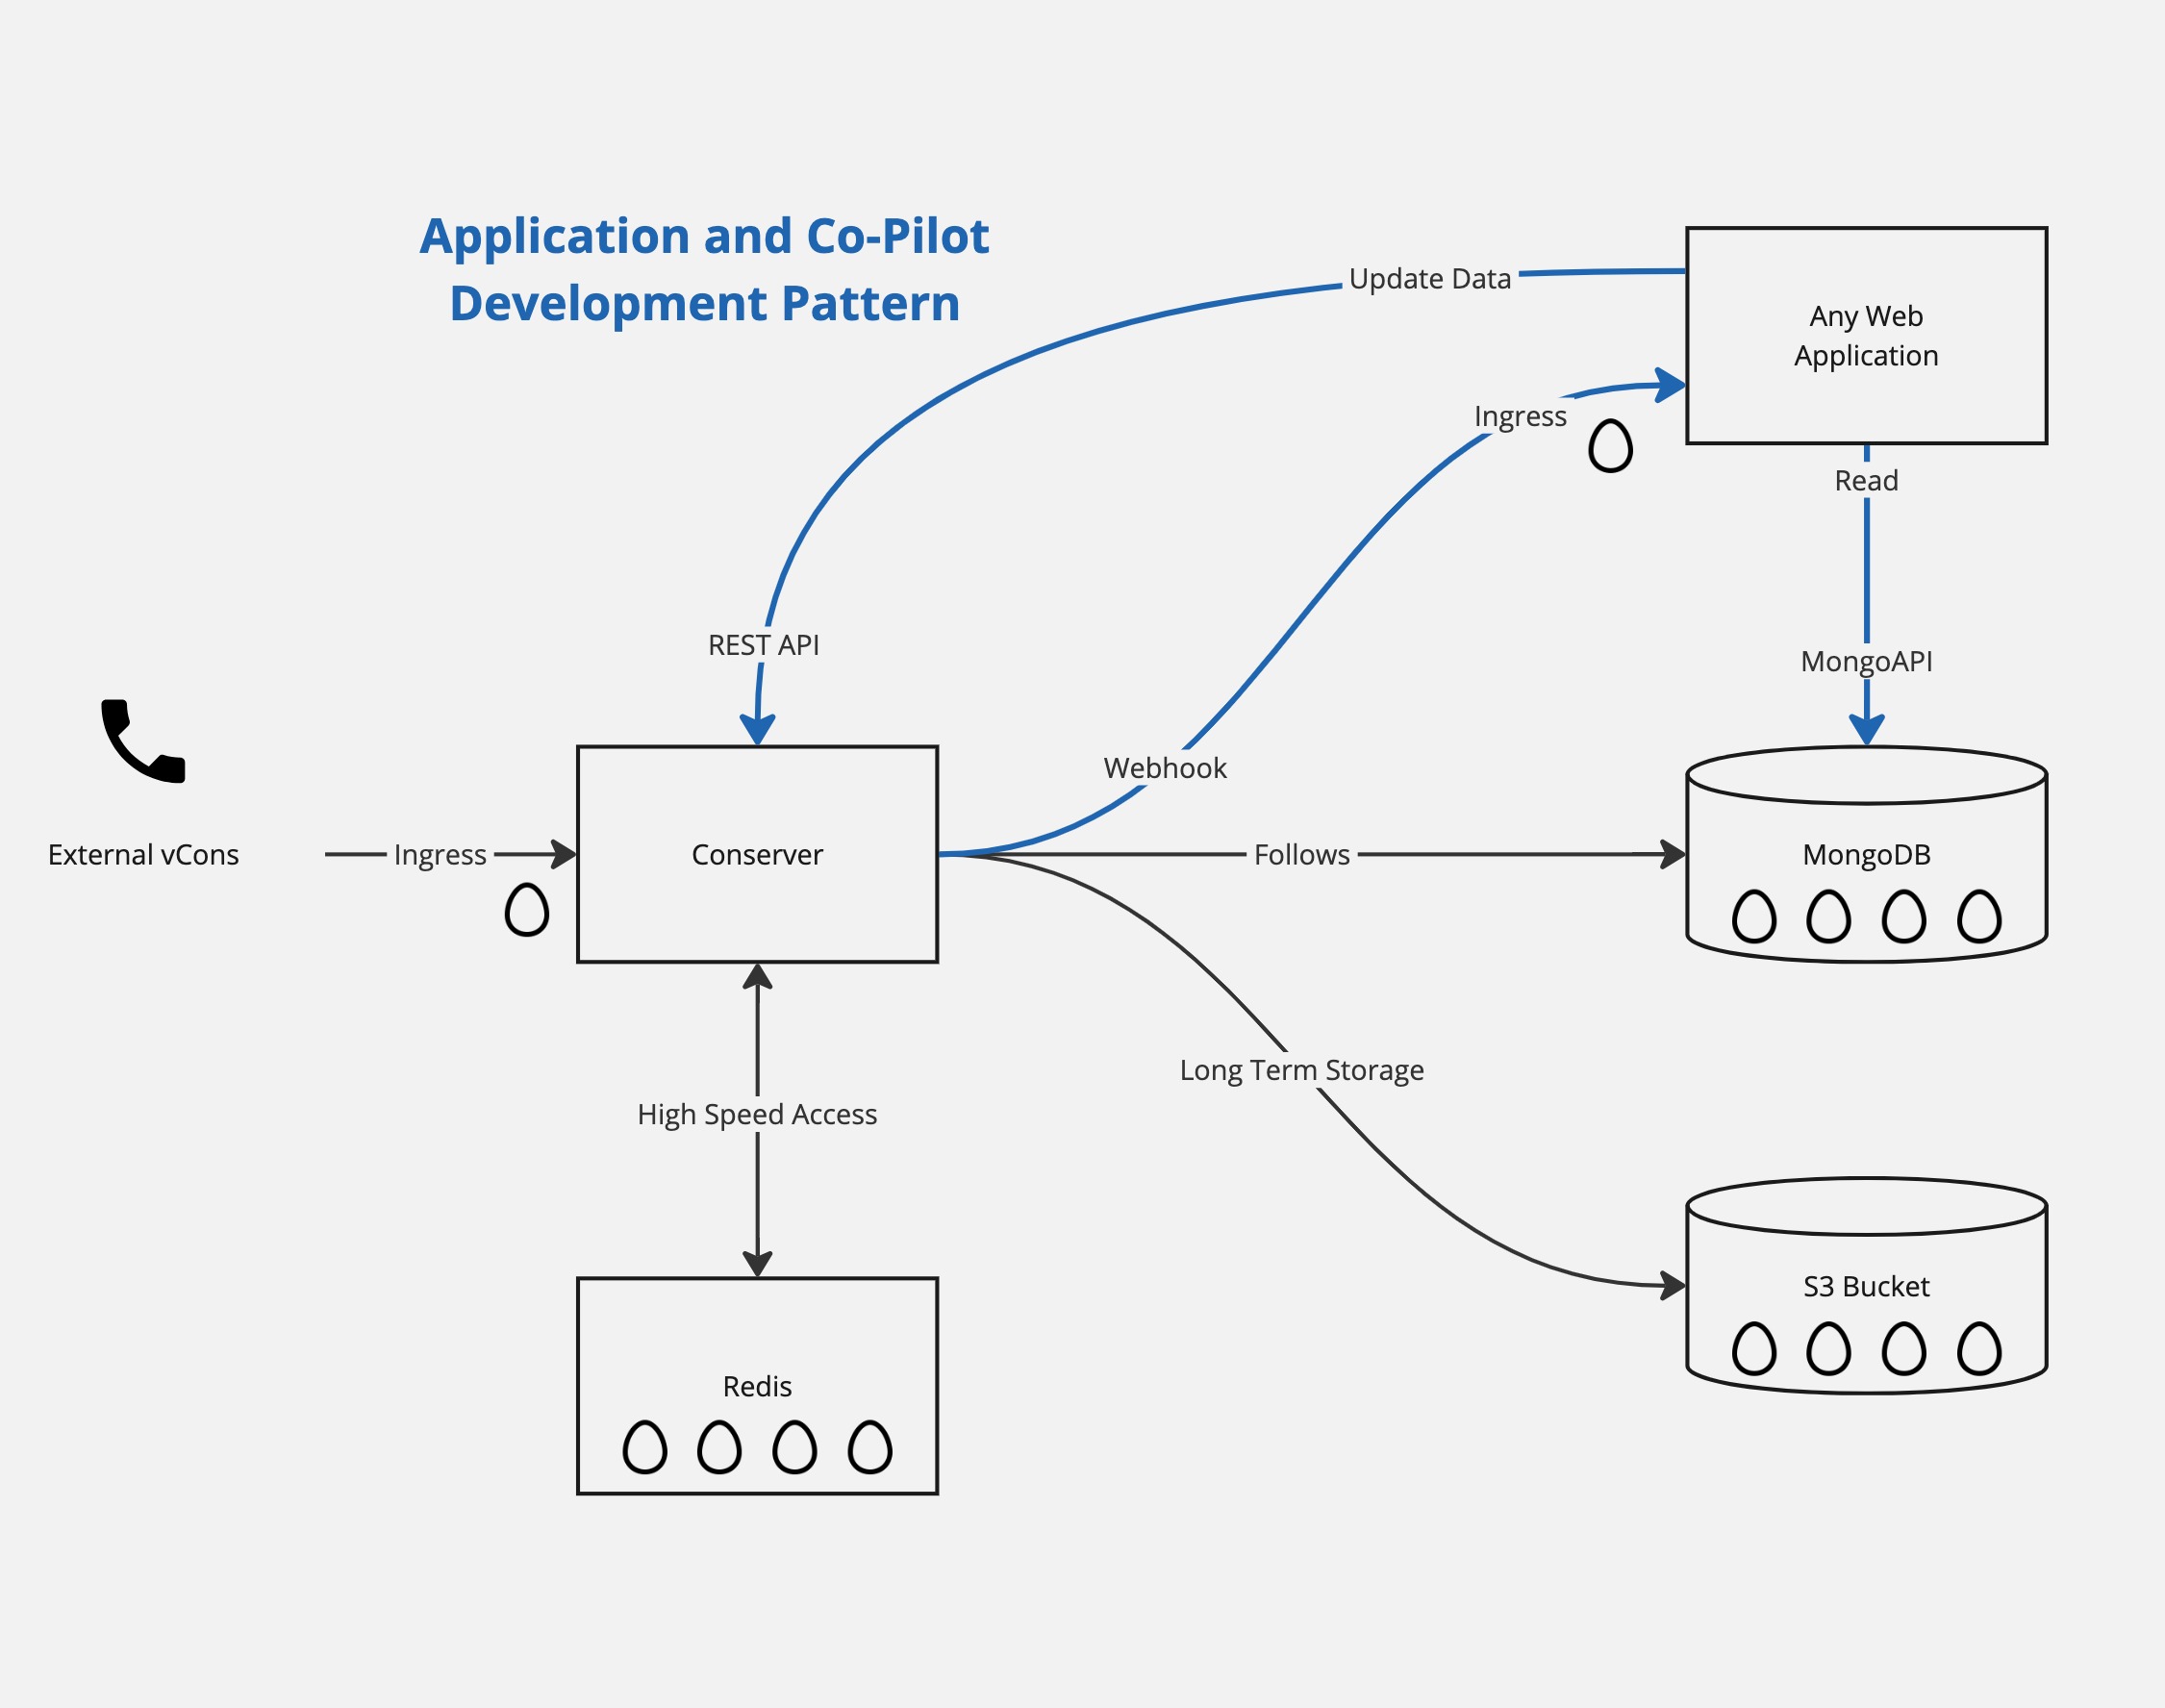 Application and Co-Pilot
Development Pattern
Update Data
Any Web
Application
Ingress
Read
REST API
MongoAPI
Webhook
External vCons
Ingress
Conserver
Follows
MongoDB
Long Term Storage
High Speed Access
S3 Bucket
Redis